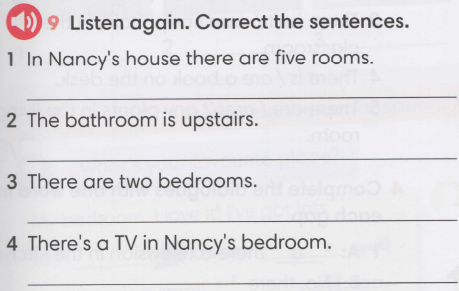 9 Listen again. Correct the sentences.
1 In Nancy's house there are five rooms.
2 The bathroom is upstairs.
3 There are two bedrooms.
4 There's a TV in Nancy's bedroom.